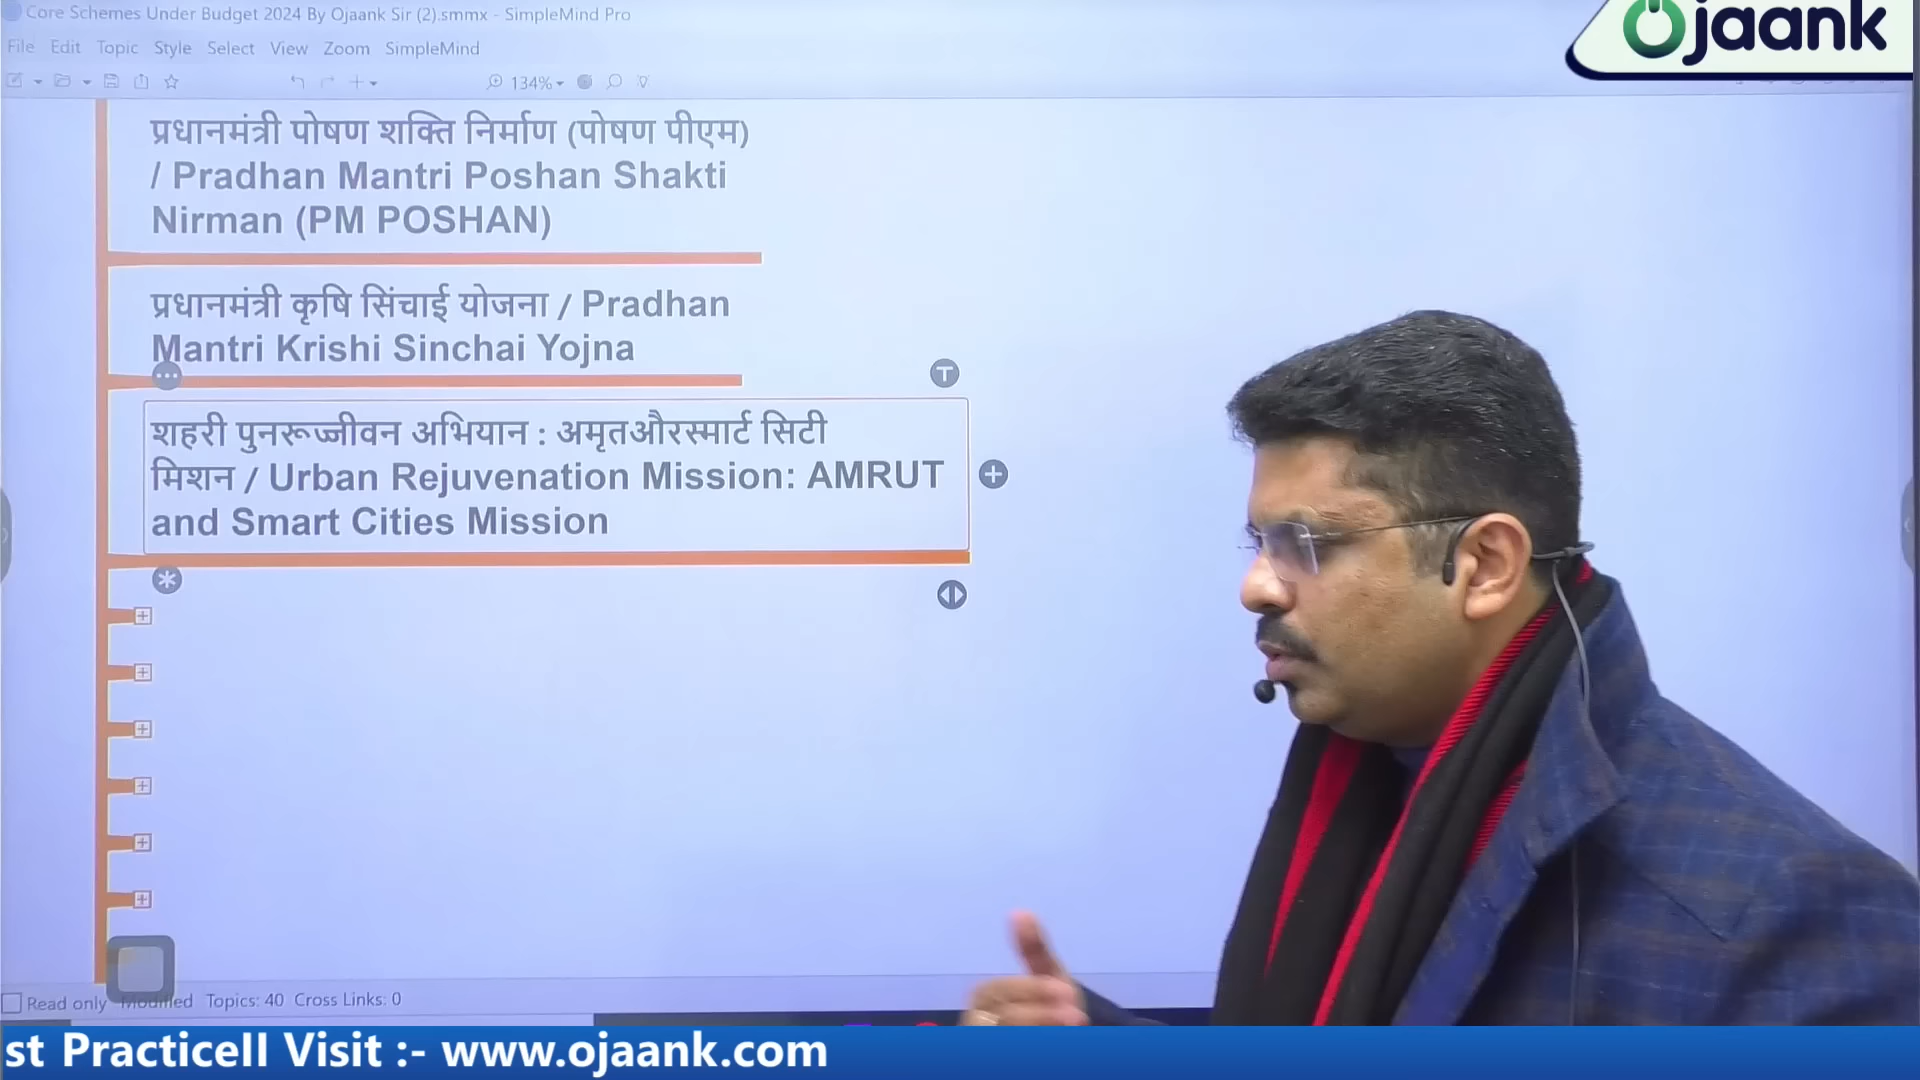 Core Schemes Under Budget 2024 By Ojaank Sir (2).smmx - SimpleMind Pro
Ojaank
File Edit Topic Style Select View Zoom SimpleMind
134%
प्रधानमंत्री पोषण शक्ति निर्माण (पोषण पीएम)
/ Pradhan Mantri Poshan Shakti
Nirman (PM POSHAN)
प्रधानमंत्री कृषि सिंचाई योजना / Pradhan
Mantri Krishi Sinchai Yojna
शहरी पुनरूज्जीवन अभियान : अमृतऔरस्मार्ट सिटी
मिशन / Urban Rejuvenation Mission: AMRUT
and Smart Cities Mission
Read only Modified Topics: 40 Cross Links: 0
st Practicell Visit :- www.ojaank.com